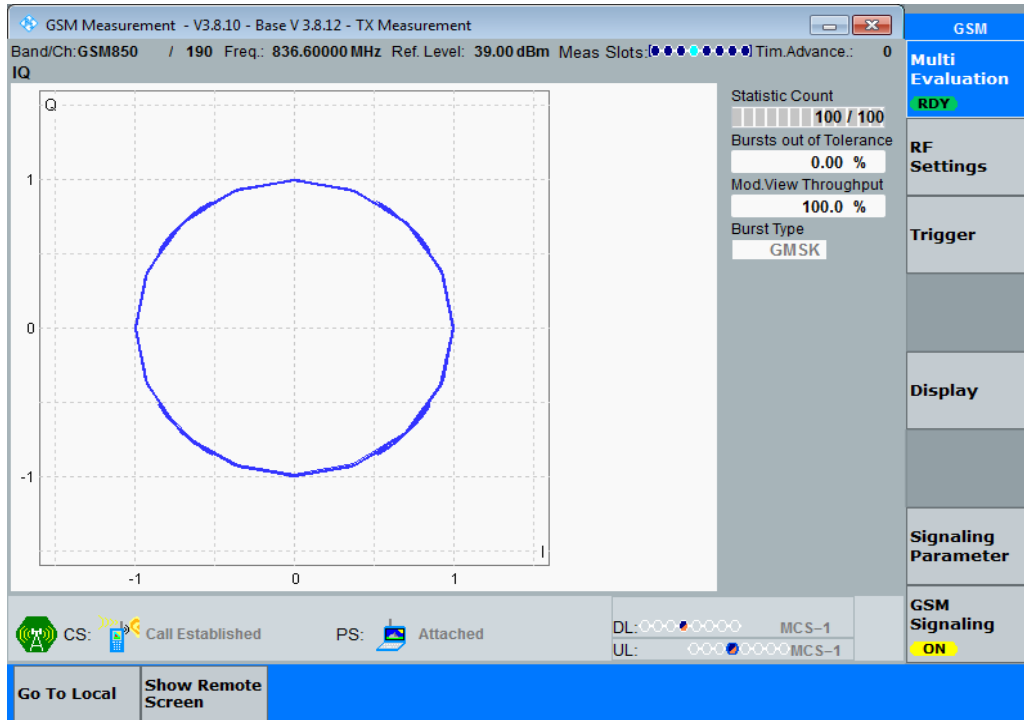 GSM Measurement - V3.8.10 - Base V 3.8.12 - TX Measurement
Band/Ch:GSM850 / 190 Freq.: 836.60000 MHz Ref. Level: 39.00 dBm Meas Slots: Tim.Advance.: 0
IQ
Q
1
0
-1
I
-1 0 1
Statistic Count
100 / 100
Bursts out of Tolerance
0.00 %
Mod.View Throughput
100.0 %
Burst Type
GMSK
CS: Call Established PS: Attached
DL: MCS-1
UL: MCS-1
GSM
Multi
Evaluation
RDY
RF
Settings
Trigger
Display
Signaling
Parameter
GSM
Signaling
ON
Go To Local
Show Remote
Screen